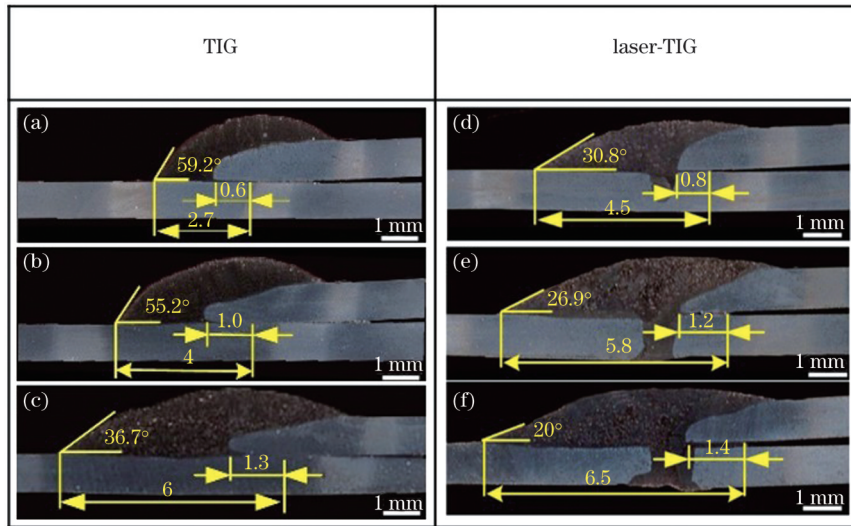 TIG
laser-TIG
(a)
59.2°
0.6
2.7
1 mm
(b)
55.2°
1.0
4
1 mm
(c)
36.7°
1.3
6
1 mm
(d)
30.8°
0.8
4.5
1 mm
(e)
26.9°
1.2
5.8
1 mm
(f)
20°
1.4
6.5
1 mm